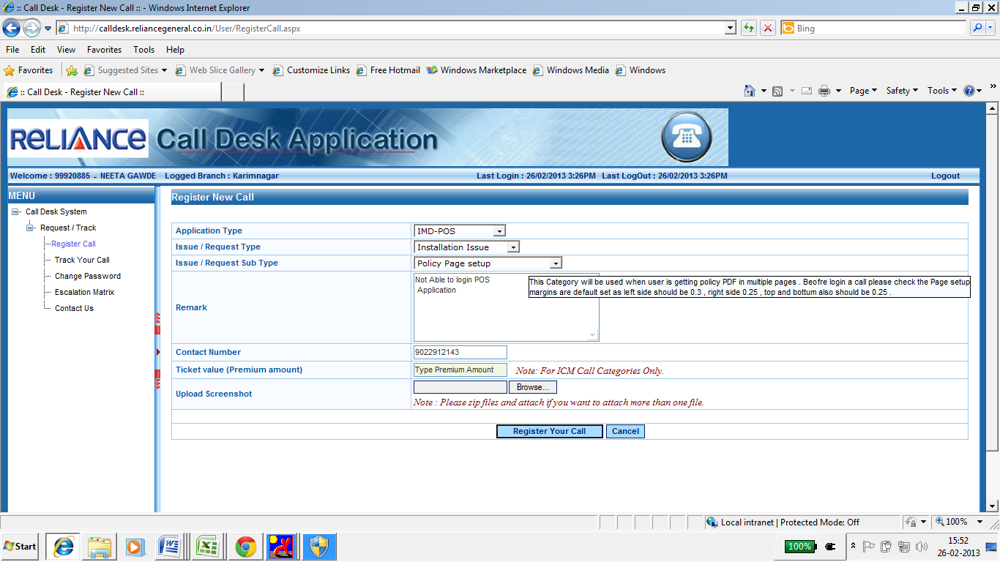 :: Call Desk - Register New Call :: - Windows Internet Explorer
http://calldesk.reliancegeneral.co.in/User/RegisterCall.aspx
Bing
File Edit View Favorites Tools Help
Favorites Suggested Sites Web Slice Gallery Customize Links Free Hotmail Windows Marketplace Windows Media Windows
:: Call Desk - Register New Call ::
Page Safety Tools
RELIANCE Call Desk Application
Welcome : 99920885 - NEETA GAWDE Logged Branch : Karimnagar Last Login : 26/02/2013 3:26PM Last LogOut : 26/02/2013 3:26PM Logout
MENU
Call Desk System
Request / Track
Register Call
Track Your Call
Change Password
Escalation Matrix
Contact Us
Register New Call
Application Type IMD-POS
Issue / Request Type Installation Issue
Issue / Request Sub Type Policy Page setup
Remark
Not Able to login POS
Application
This Category will be used when user is getting policy PDF in multiple pages . Beofre login a call please check the Page setup
margins are default set as left side should be 0.3 , right side 0.25 , top and bottum also should be 0.25 .
Contact Number 9022912143
Ticket value (Premium amount) Type Premium Amount Note: For ICM Call Categories Only.
Upload Screenshot Browse...
Note : Please zip files and attach if you want to attach more than one file.
Register Your Call Cancel
Local intranet | Protected Mode: Off 100%
Start 100% 15:52
26-02-2013